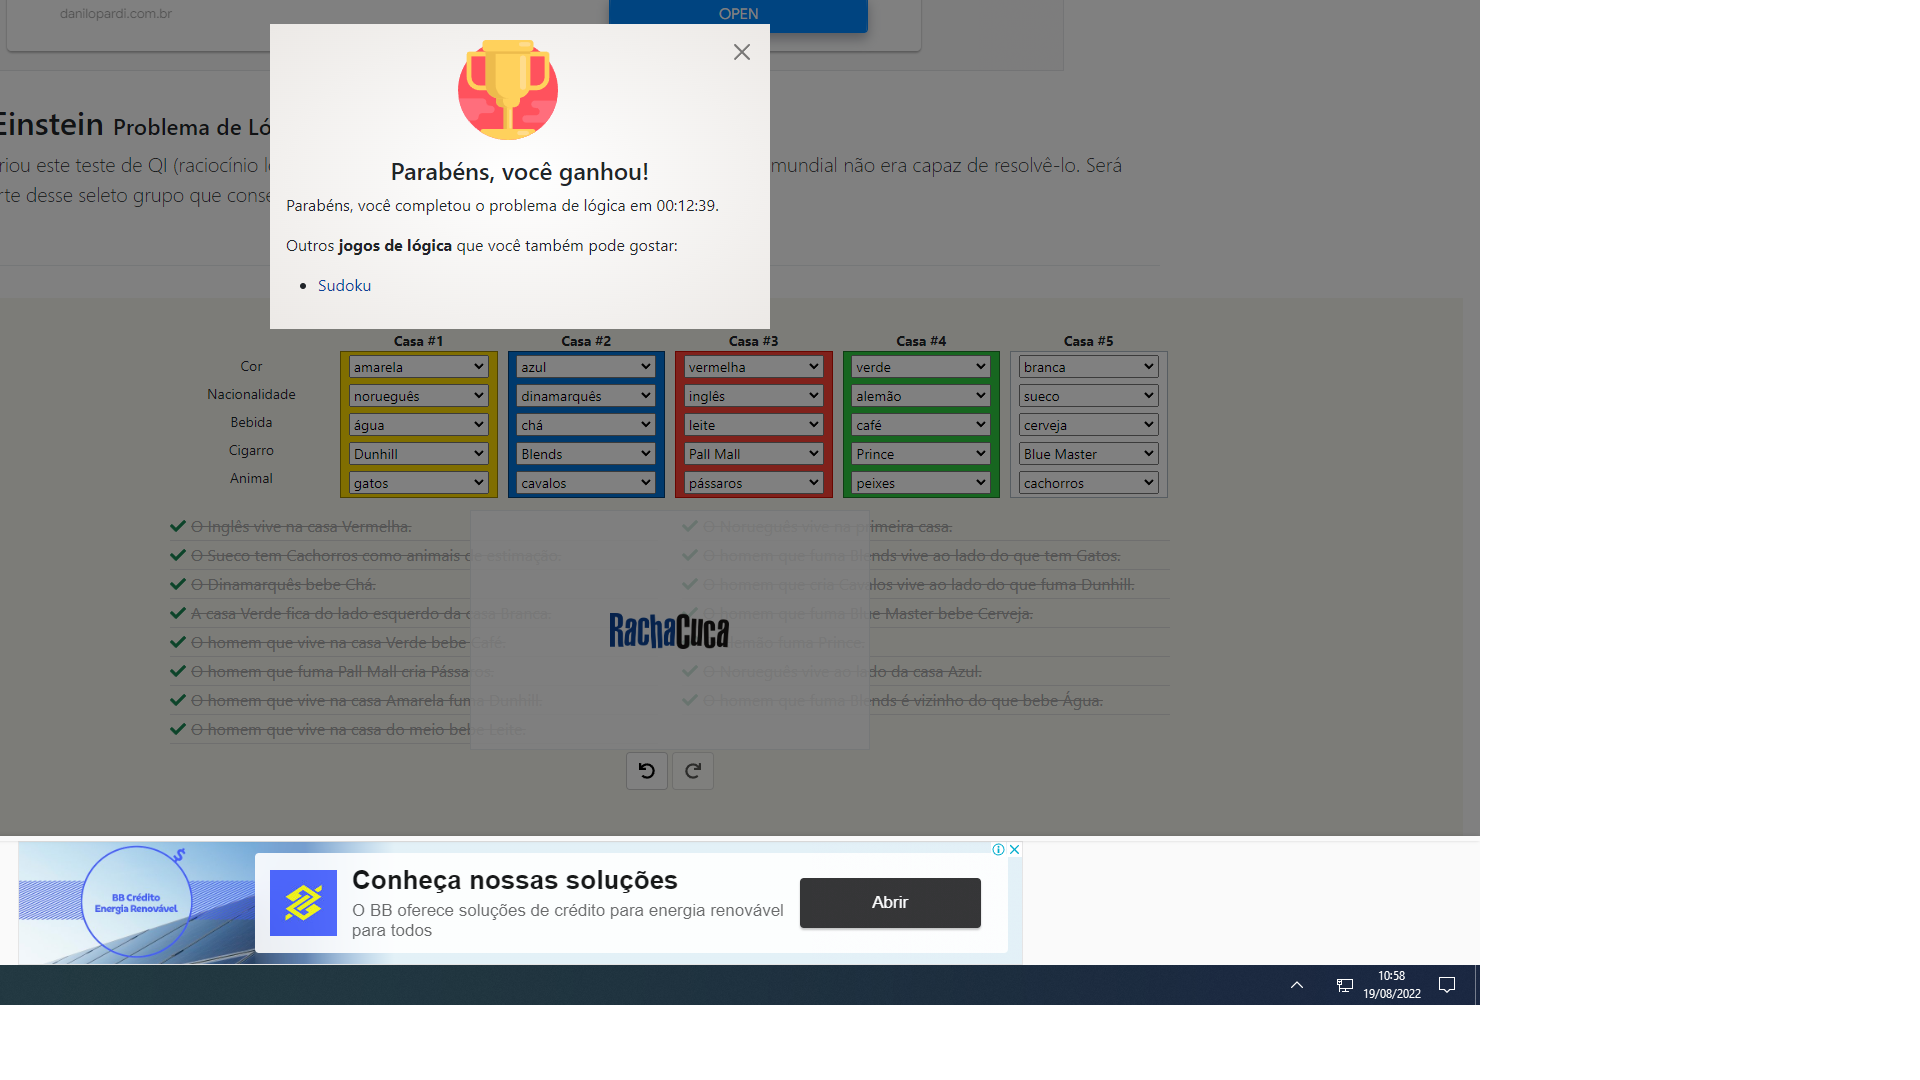 danilopardi.com.br
OPEN
Einstein Problema de Ló
riou este teste de QI (raciocínio l
mundial não era capaz de resolvê-lo. Será
rte desse seleto grupo que conse
Parabéns, você ganhou!
Parabéns, você completou o problema de lógica em 00:12:39.
Outros jogos de lógica que você também pode gostar:
Sudoku
Casa #1 Casa #2 Casa #3 Casa #4 Casa #5
Cor amarela azul vermelha verde branca
Nacionalidade norueguês dinamarquês inglês alemão sueco
Bebida água chá leite café cerveja
Cigarro Dunhill Blends Pall Mall Prince Blue Master
Animal gatos cavalos pássaros peixes cachorros
O Inglês vive na casa Vermelha.
O Sueco tem Cachorros como animais de estimação.
O Dinamarquês bebe Chá.
A casa Verde fica do lado esquerdo da casa Branca.
O homem que vive na casa Verde bebe Café.
O homem que fuma Pall Mall cria Pássaros.
O homem que vive na casa Amarela fuma Dunhill.
O homem que vive na casa do meio bebe Leite.
O Norueguês vive na primeira casa.
O homem que fuma Blends vive ao lado do que tem Gatos.
O homem que cria Cavalos vive ao lado do que fuma Dunhill.
O homem que fuma Blue Master bebe Cerveja.
Alemão fuma Prince.
O Norueguês vive ao lado da casa Azul.
O homem que fuma Blends é vizinho do que bebe Água.
RachaCuca
BB Crédito
Energia Renovável
Conheça nossas soluções
O BB oferece soluções de crédito para energia renovável
para todos
Abrir
10:58
19/08/2022